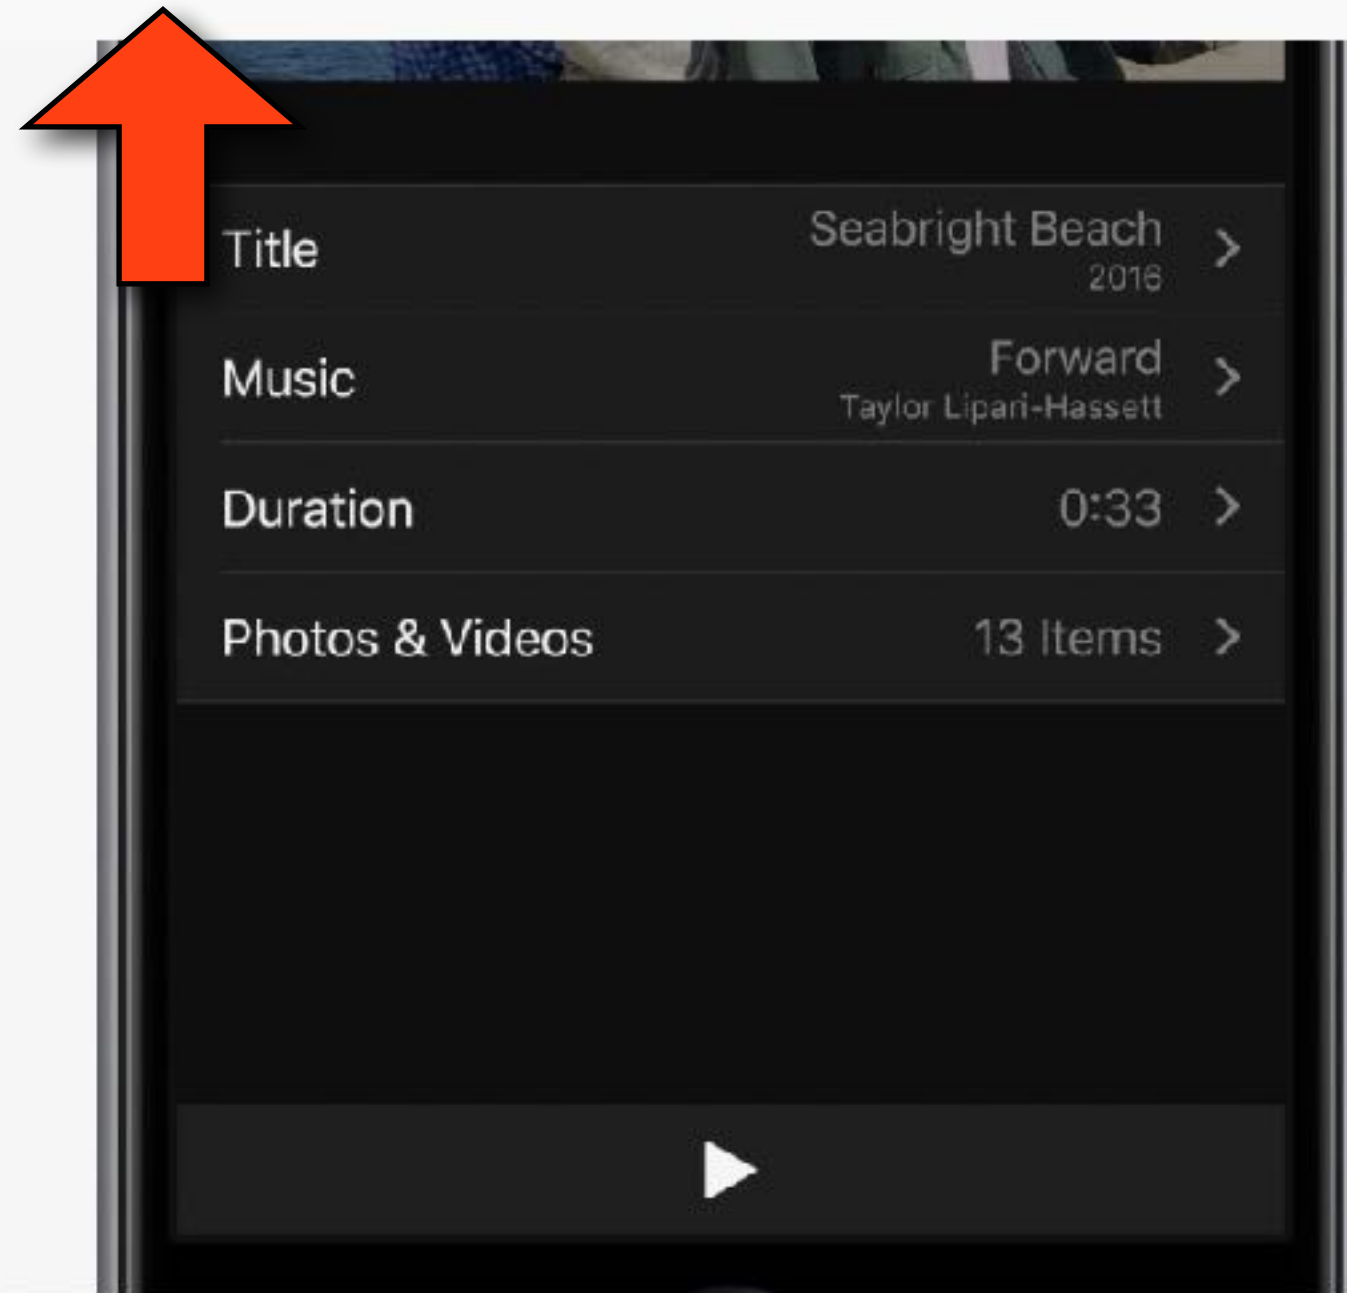 Title
Seabright Beach
2016
Music
Forward
Taylor Lipari-Hassett
Duration
0:33
Photos & Videos
13 Items